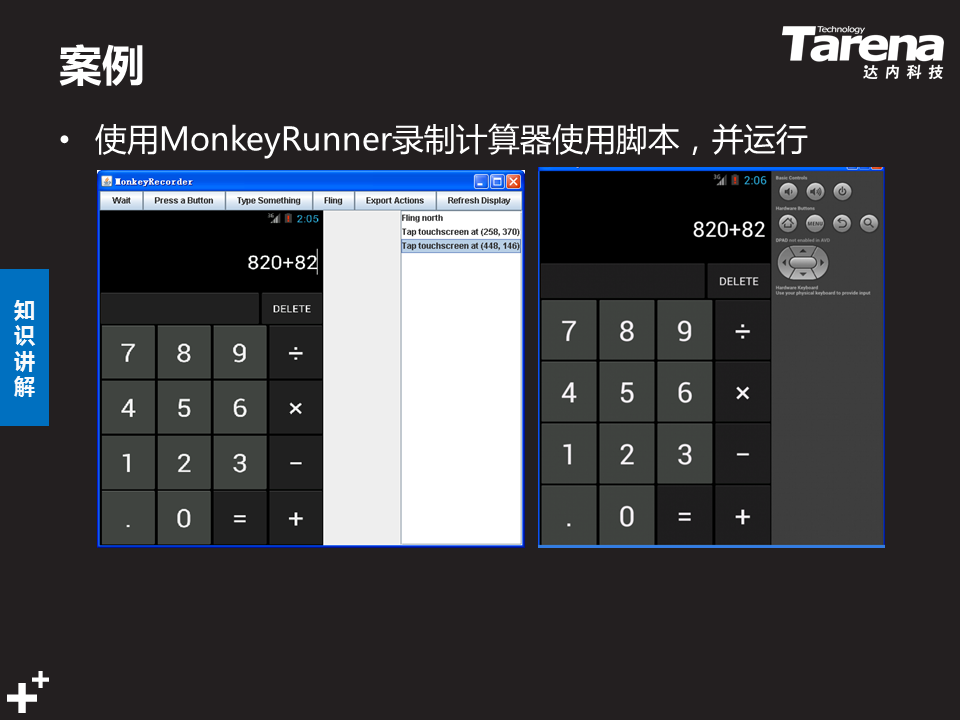 案例
Technology
Tarena
达内科技
• 使用MonkeyRunner录制计算器使用脚本，并运行
知识讲解
MonkeyRecorder
Wait Press a Button Type Something Fling Export Actions Refresh Display
3G 2:05
Fling north
Tap touchscreen at (258, 370)
Tap touchscreen at (448, 146)
820+82
DELETE
7 8 9 ÷
4 5 6 ×
1 2 3 −
. 0 = +
3G 2:06
820+82
DELETE
7 8 9 ÷
4 5 6 ×
1 2 3 −
. 0 = +
Basic Controls
Hardware Buttons
MENU
DPAD not enabled in AVD
Hardware Keyboard
Use your physical keyboard to provide input